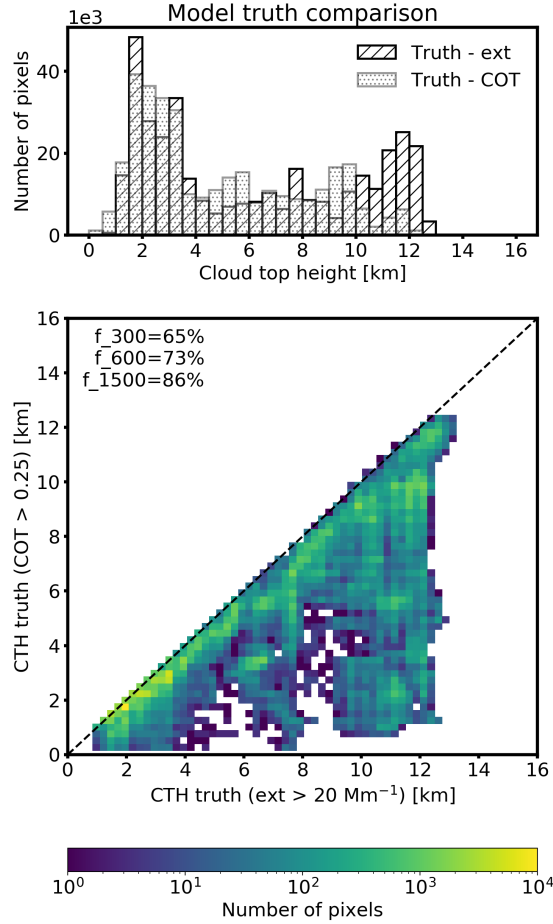 Model truth comparison
1e3
Number of pixels
40
20
0
Truth - ext
Truth - COT
0 2 4 6 8 10 12 14 16
Cloud top height [km]
f_300=65%
f_600=73%
f_1500=86%
CTH truth (COT > 0.25) [km]
16
14
12
10
8
6
4
2
0
0 2 4 6 8 10 12 14 16
CTH truth (ext > 20 Mm⁻¹) [km]
10⁰ 10¹ 10² 10³ 10⁴
Number of pixels